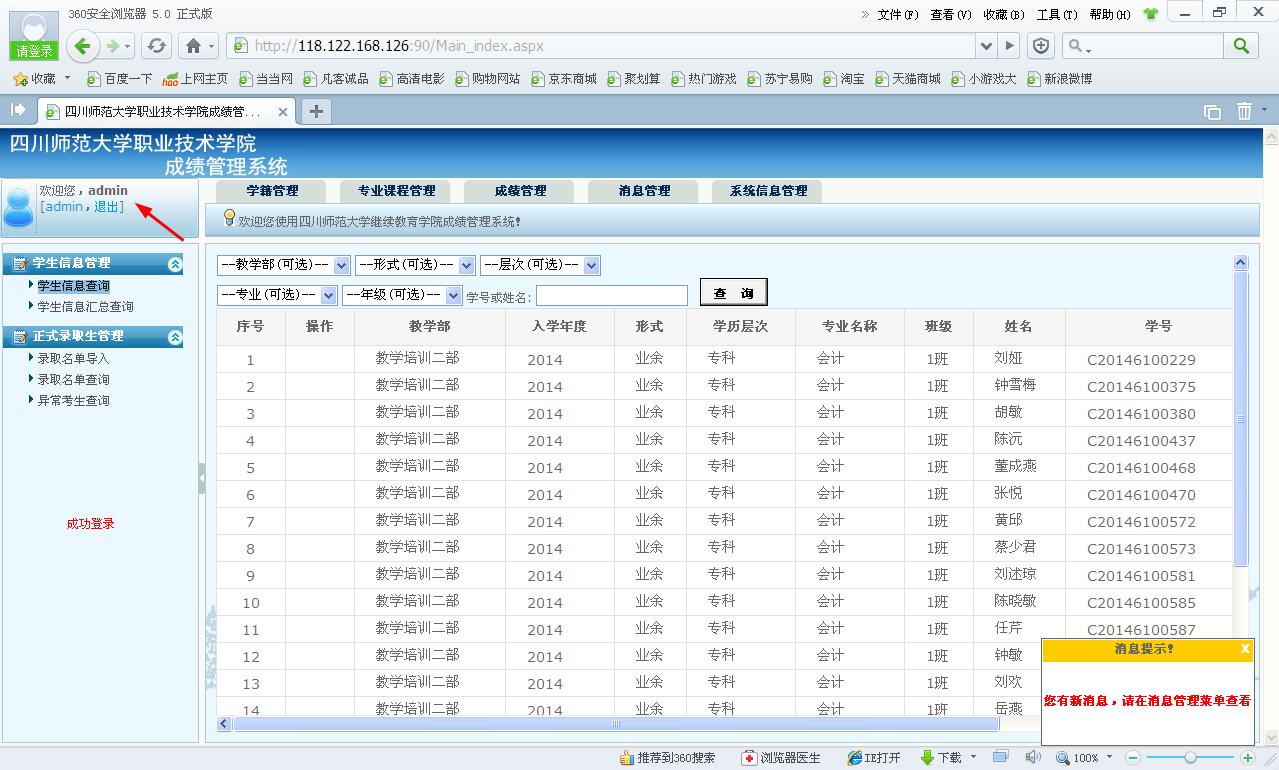 360安全浏览器 5.0 正式版
» 文件(F) 查看(V) 收藏(B) 工具(T) 帮助(H)
请登录
http://118.122.168.126:90/Main_index.aspx
收藏 百度一下 上网主页 当当网 凡客诚品 高清电影 购物网站 京东商城 聚划算 热门游戏 苏宁易购 淘宝 天猫商城 小游戏大 新浪微博
四川师范大学职业技术学院成绩管...
四川师范大学职业技术学院
成绩管理系统
欢迎您，admin
[admin，退出]
学籍管理 专业课程管理 成绩管理 消息管理 系统信息管理
欢迎您使用四川师范大学继续教育学院成绩管理系统!
学生信息管理
学生信息查询
学生信息汇总查询
正式录取生管理
录取名单导入
录取名单查询
异常考生查询
成功登录
--教学部(可选)-- --形式(可选)-- --层次(可选)--
--专业(可选)-- --年级(可选)-- 学号或姓名: 查 询
序号 操作 教学部 入学年度 形式 学历层次 专业名称 班级 姓名 学号
1 教学培训二部 2014 业余 专科 会计 1班 刘娅 C20146100229
2 教学培训二部 2014 业余 专科 会计 1班 钟雪梅 C20146100375
3 教学培训二部 2014 业余 专科 会计 1班 胡敏 C20146100380
4 教学培训二部 2014 业余 专科 会计 1班 陈沅 C20146100437
5 教学培训二部 2014 业余 专科 会计 1班 董成燕 C20146100468
6 教学培训二部 2014 业余 专科 会计 1班 张悦 C20146100470
7 教学培训二部 2014 业余 专科 会计 1班 黄邱 C20146100572
8 教学培训二部 2014 业余 专科 会计 1班 蔡少君 C20146100573
9 教学培训二部 2014 业余 专科 会计 1班 刘述琼 C20146100581
10 教学培训二部 2014 业余 专科 会计 1班 陈晓敏 C20146100585
11 教学培训二部 2014 业余 专科 会计 1班 任芹 C20146100587
12 教学培训二部 2014 业余 专科 会计 1班 钟敏
13 教学培训二部 2014 业余 专科 会计 1班 刘欢
14 教学培训二部 2014 业余 专科 会计 1班 岳燕
消息提示! x
您有新消息，请在消息管理菜单查看
推荐到360搜索 浏览器医生 IE打开 下载 100%